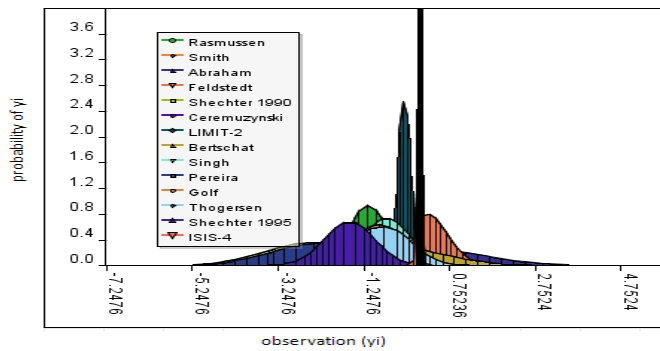 3.6
3.2
2.8
2.4
2.0
1.6
1.2
0.8
0.4
0.0
probability of yi
Rasmussen
Smith
Abraham
Feldstedt
Shechter 1990
Ceremuzynski
LIMIT-2
Bertschat
Singh
Pereira
Golf
Thogersen
Shechter 1995
ISIS-4
-7.2476
-5.2476
-3.2476
-1.2476
0.75236
2.7524
4.7524
observation (yi)